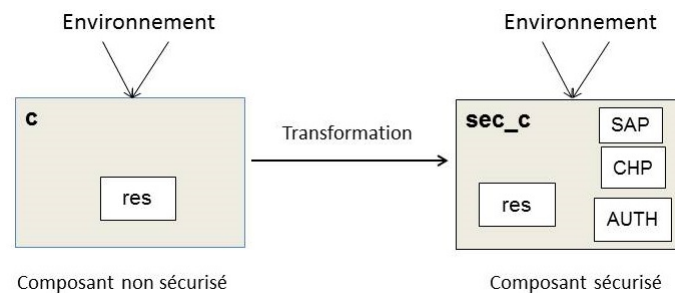 Environnement
Environnement
c
Transformation
sec_c
SAP
CHP
res
res
AUTH
Composant non sécurisé
Composant sécurisé